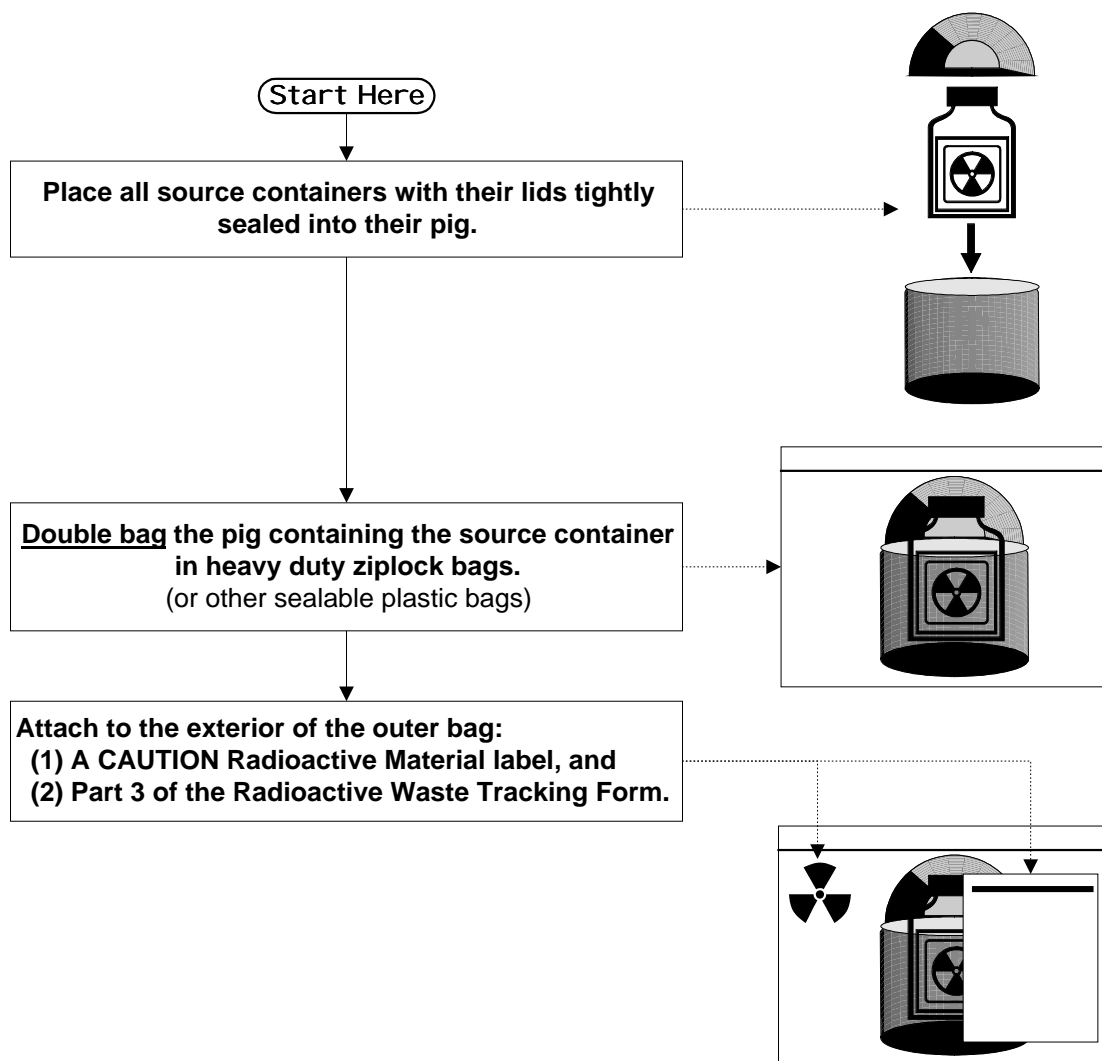 Start Here
Place all source containers with their lids tightly
sealed into their pig.
Double bag the pig containing the source container
in heavy duty ziplock bags.
(or other sealable plastic bags)
Attach to the exterior of the outer bag:
(1) A CAUTION Radioactive Material label, and
(2) Part 3 of the Radioactive Waste Tracking Form.